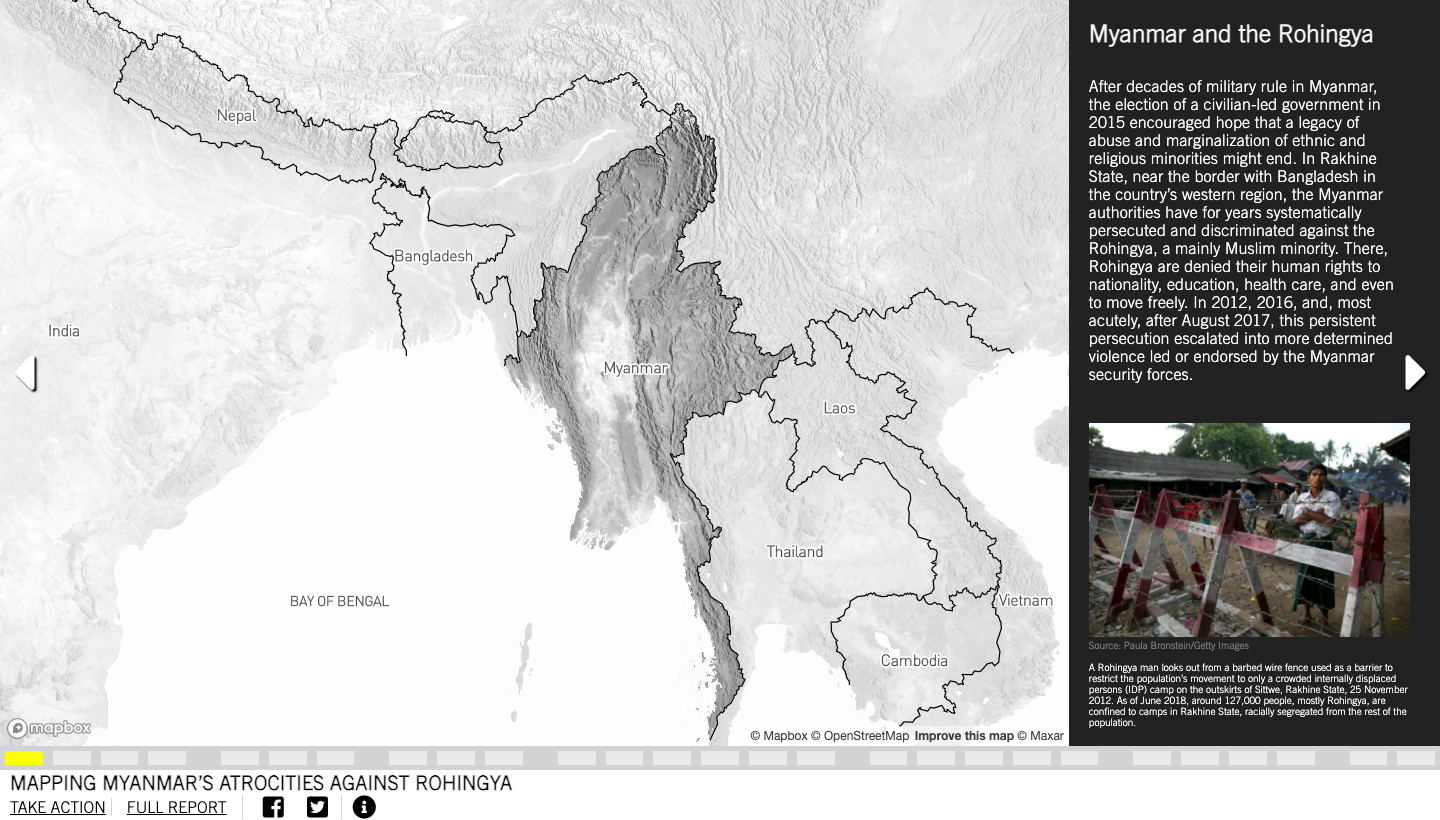 Myanmar and the Rohingya
After decades of military rule in Myanmar,
the election of a civilian-led government in
2015 encouraged hope that a legacy of
abuse and marginalization of ethnic and
religious minorities might end. In Rakhine
State, near the border with Bangladesh in
the country's western region, the Myanmar
authorities have for years systematically
persecuted and discriminated against the
Rohingya, a mainly Muslim minority. There,
Rohingya are denied their human rights to
nationality, education, health care, and even
to move freely. In 2012, 2016, and, most
acutely, after August 2017, this persistent
persecution escalated into more determined
violence led or endorsed by the Myanmar
security forces.
Source: Paula Bronstein/Getty Images
A Rohingya man looks out from a barbed wire fence used as a barrier to
restrict the population's movement to only a crowded internally displaced
persons (IDP) camp on the outskirts of Sittwe, Rakhine State, 25 November
2012. As of June 2018, around 127,000 people, mostly Rohingya, are
confined to camps in Rakhine State, racially segregated from the rest of the
population.
Nepal
Bangladesh
India
Myanmar
Laos
Thailand
Vietnam
BAY OF BENGAL
Cambodia
mapbox
© Mapbox © OpenStreetMap Improve this map © Maxar
MAPPING MYANMAR'S ATROCITIES AGAINST ROHINGYA
TAKE ACTION FULL REPORT